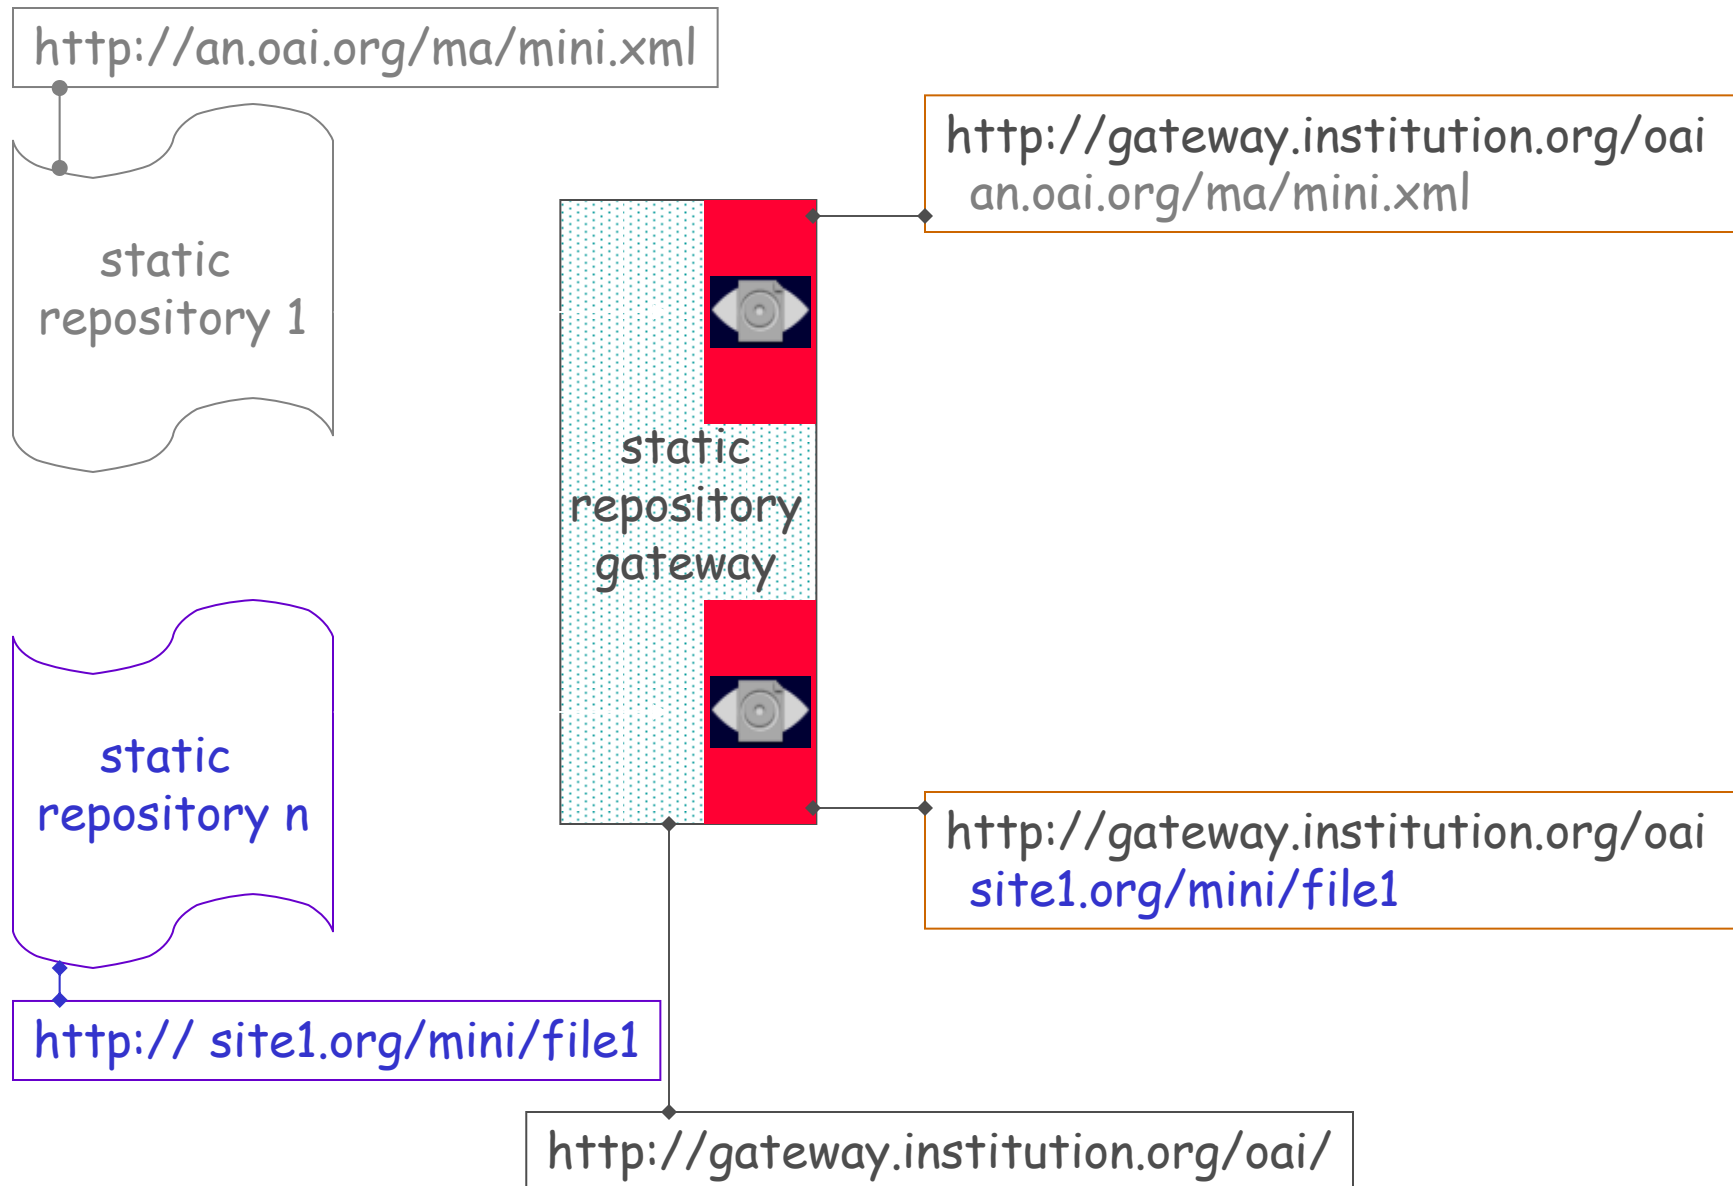 http://an.oai.org/ma/mini.xml
http://gateway.institution.org/oai
an.oai.org/ma/mini.xml
static
repository 1
static
repository
gateway
static
repository n
http://gateway.institution.org/oai
site1.org/mini/file1
http:// site1.org/mini/file1
http://gateway.institution.org/oai/